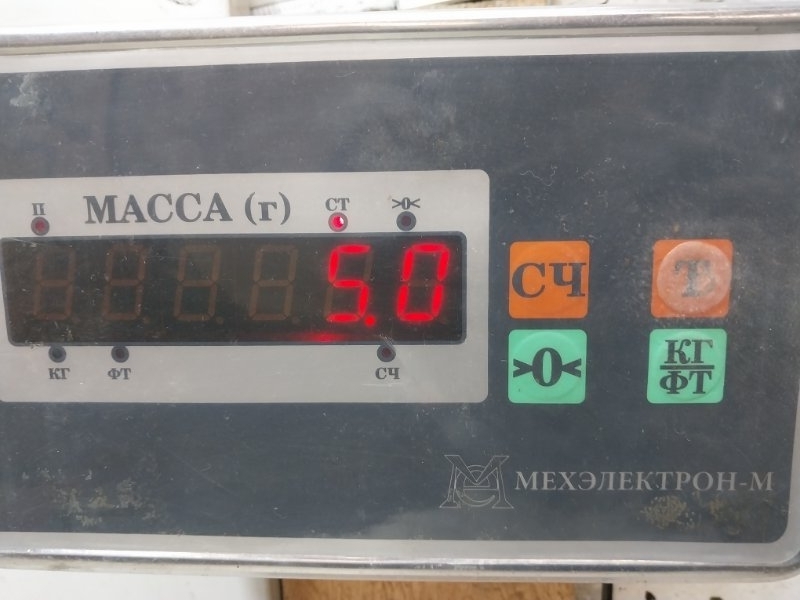 П
МАССА (г)
СТ
>0<
5.0
КГ
ФТ
СЧ
СЧ
Т
>0<
КГ
ФТ
МЕХЭЛЕКТРОН-М